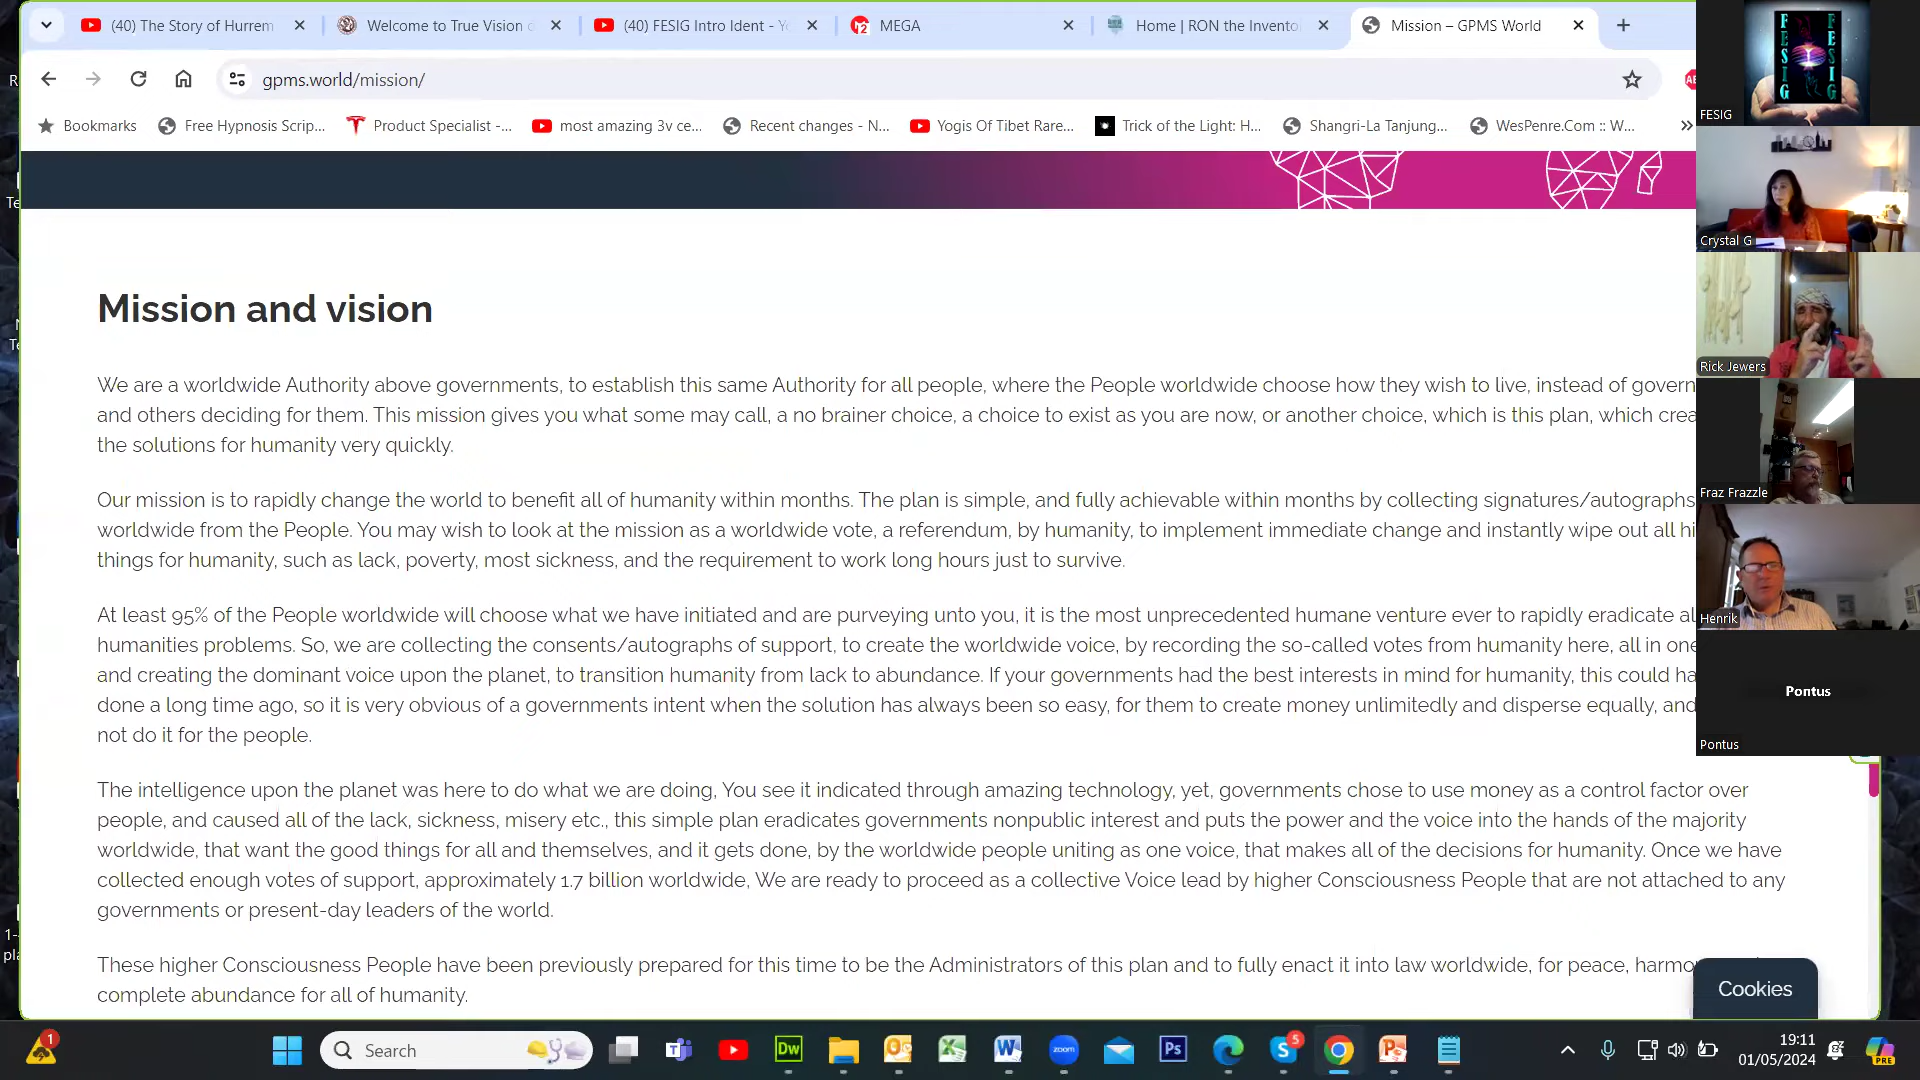 (40) The Story of Hurrem
Welcome to True Vision o
(40) FESIG Intro Ident - Yo
MEGA
Home | RON the Invento
Mission – GPMS World
gpms.world/mission/
Bookmarks
Free Hypnosis Scrip...
Product Specialist -...
most amazing 3v ce...
Recent changes - N...
Yogis Of Tibet Rare...
Trick of the Light: H...
Shangri-La Tanjung...
WesPenre.Com :: W...
Mission and vision
We are a worldwide Authority above governments, to establish this same Authority for all people, where the People worldwide choose how they wish to live, instead of govern
and others deciding for them. This mission gives you what some may call, a no brainer choice, a choice to exist as you are now, or another choice, which is this plan, which crea
the solutions for humanity very quickly.
Our mission is to rapidly change the world to benefit all of humanity within months. The plan is simple, and fully achievable within months by collecting signatures/autographs
worldwide from the People. You may wish to look at the mission as a worldwide vote, a referendum, by humanity, to implement immediate change and instantly wipe out all hi
things for humanity, such as lack, poverty, most sickness, and the requirement to work long hours just to survive.
At least 95% of the People worldwide will choose what we have initiated and are purveying unto you, it is the most unprecedented humane venture ever to rapidly eradicate al
humanities problems. So, we are collecting the consents/autographs of support, to create the worldwide voice, by recording the so-called votes from humanity here, all in one
and creating the dominant voice upon the planet, to transition humanity from lack to abundance. If your governments had the best interests in mind for humanity, this could ha
done a long time ago, so it is very obvious of a governments intent when the solution has always been so easy, for them to create money unlimitedly and disperse equally, and
not do it for the people.
The intelligence upon the planet was here to do what we are doing, You see it indicated through amazing technology, yet, governments chose to use money as a control factor over
people, and caused all of the lack, sickness, misery etc., this simple plan eradicates governments nonpublic interest and puts the power and the voice into the hands of the majority
worldwide, that want the good things for all and themselves, and it gets done, by the worldwide people uniting as one voice, that makes all of the decisions for humanity. Once we have
collected enough votes of support, approximately 1.7 billion worldwide, We are ready to proceed as a collective Voice lead by higher Consciousness People that are not attached to any
governments or present-day leaders of the world.
These higher Consciousness People have been previously prepared for this time to be the Administrators of this plan and to fully enact it into law worldwide, for peace, harmo
complete abundance for all of humanity.
Cookies
FESIG
FESIG
FESIG
Crystal G
Rick Jewers
Fraz Frazzle
Henrik
Pontus
Pontus
1
Search
Dw
zoom
Ps
5
19:11
01/05/2024
PRE